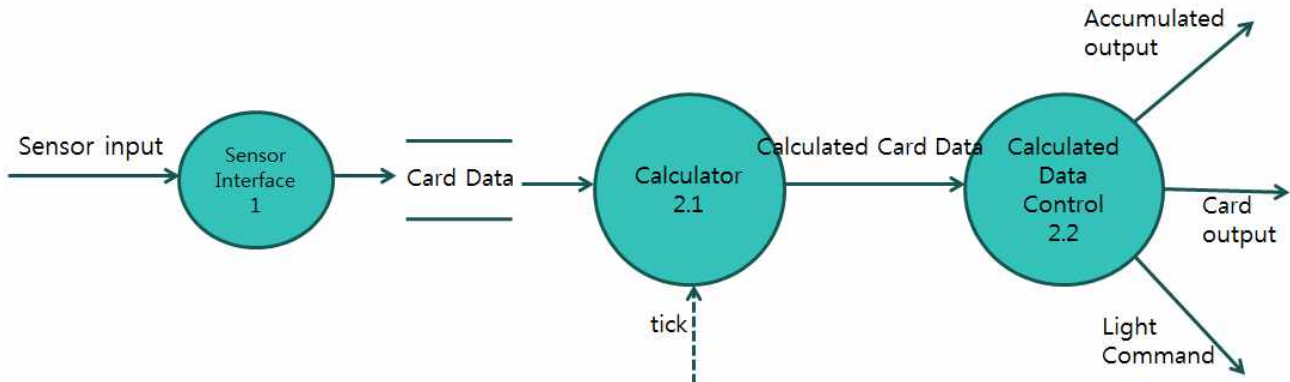 Sensor input
Sensor
Interface
1
Card Data
Calculator
2.1
tick
Calculated Card Data
Calculated
Data
Control
2.2
Accumulated
output
Card
output
Light
Command